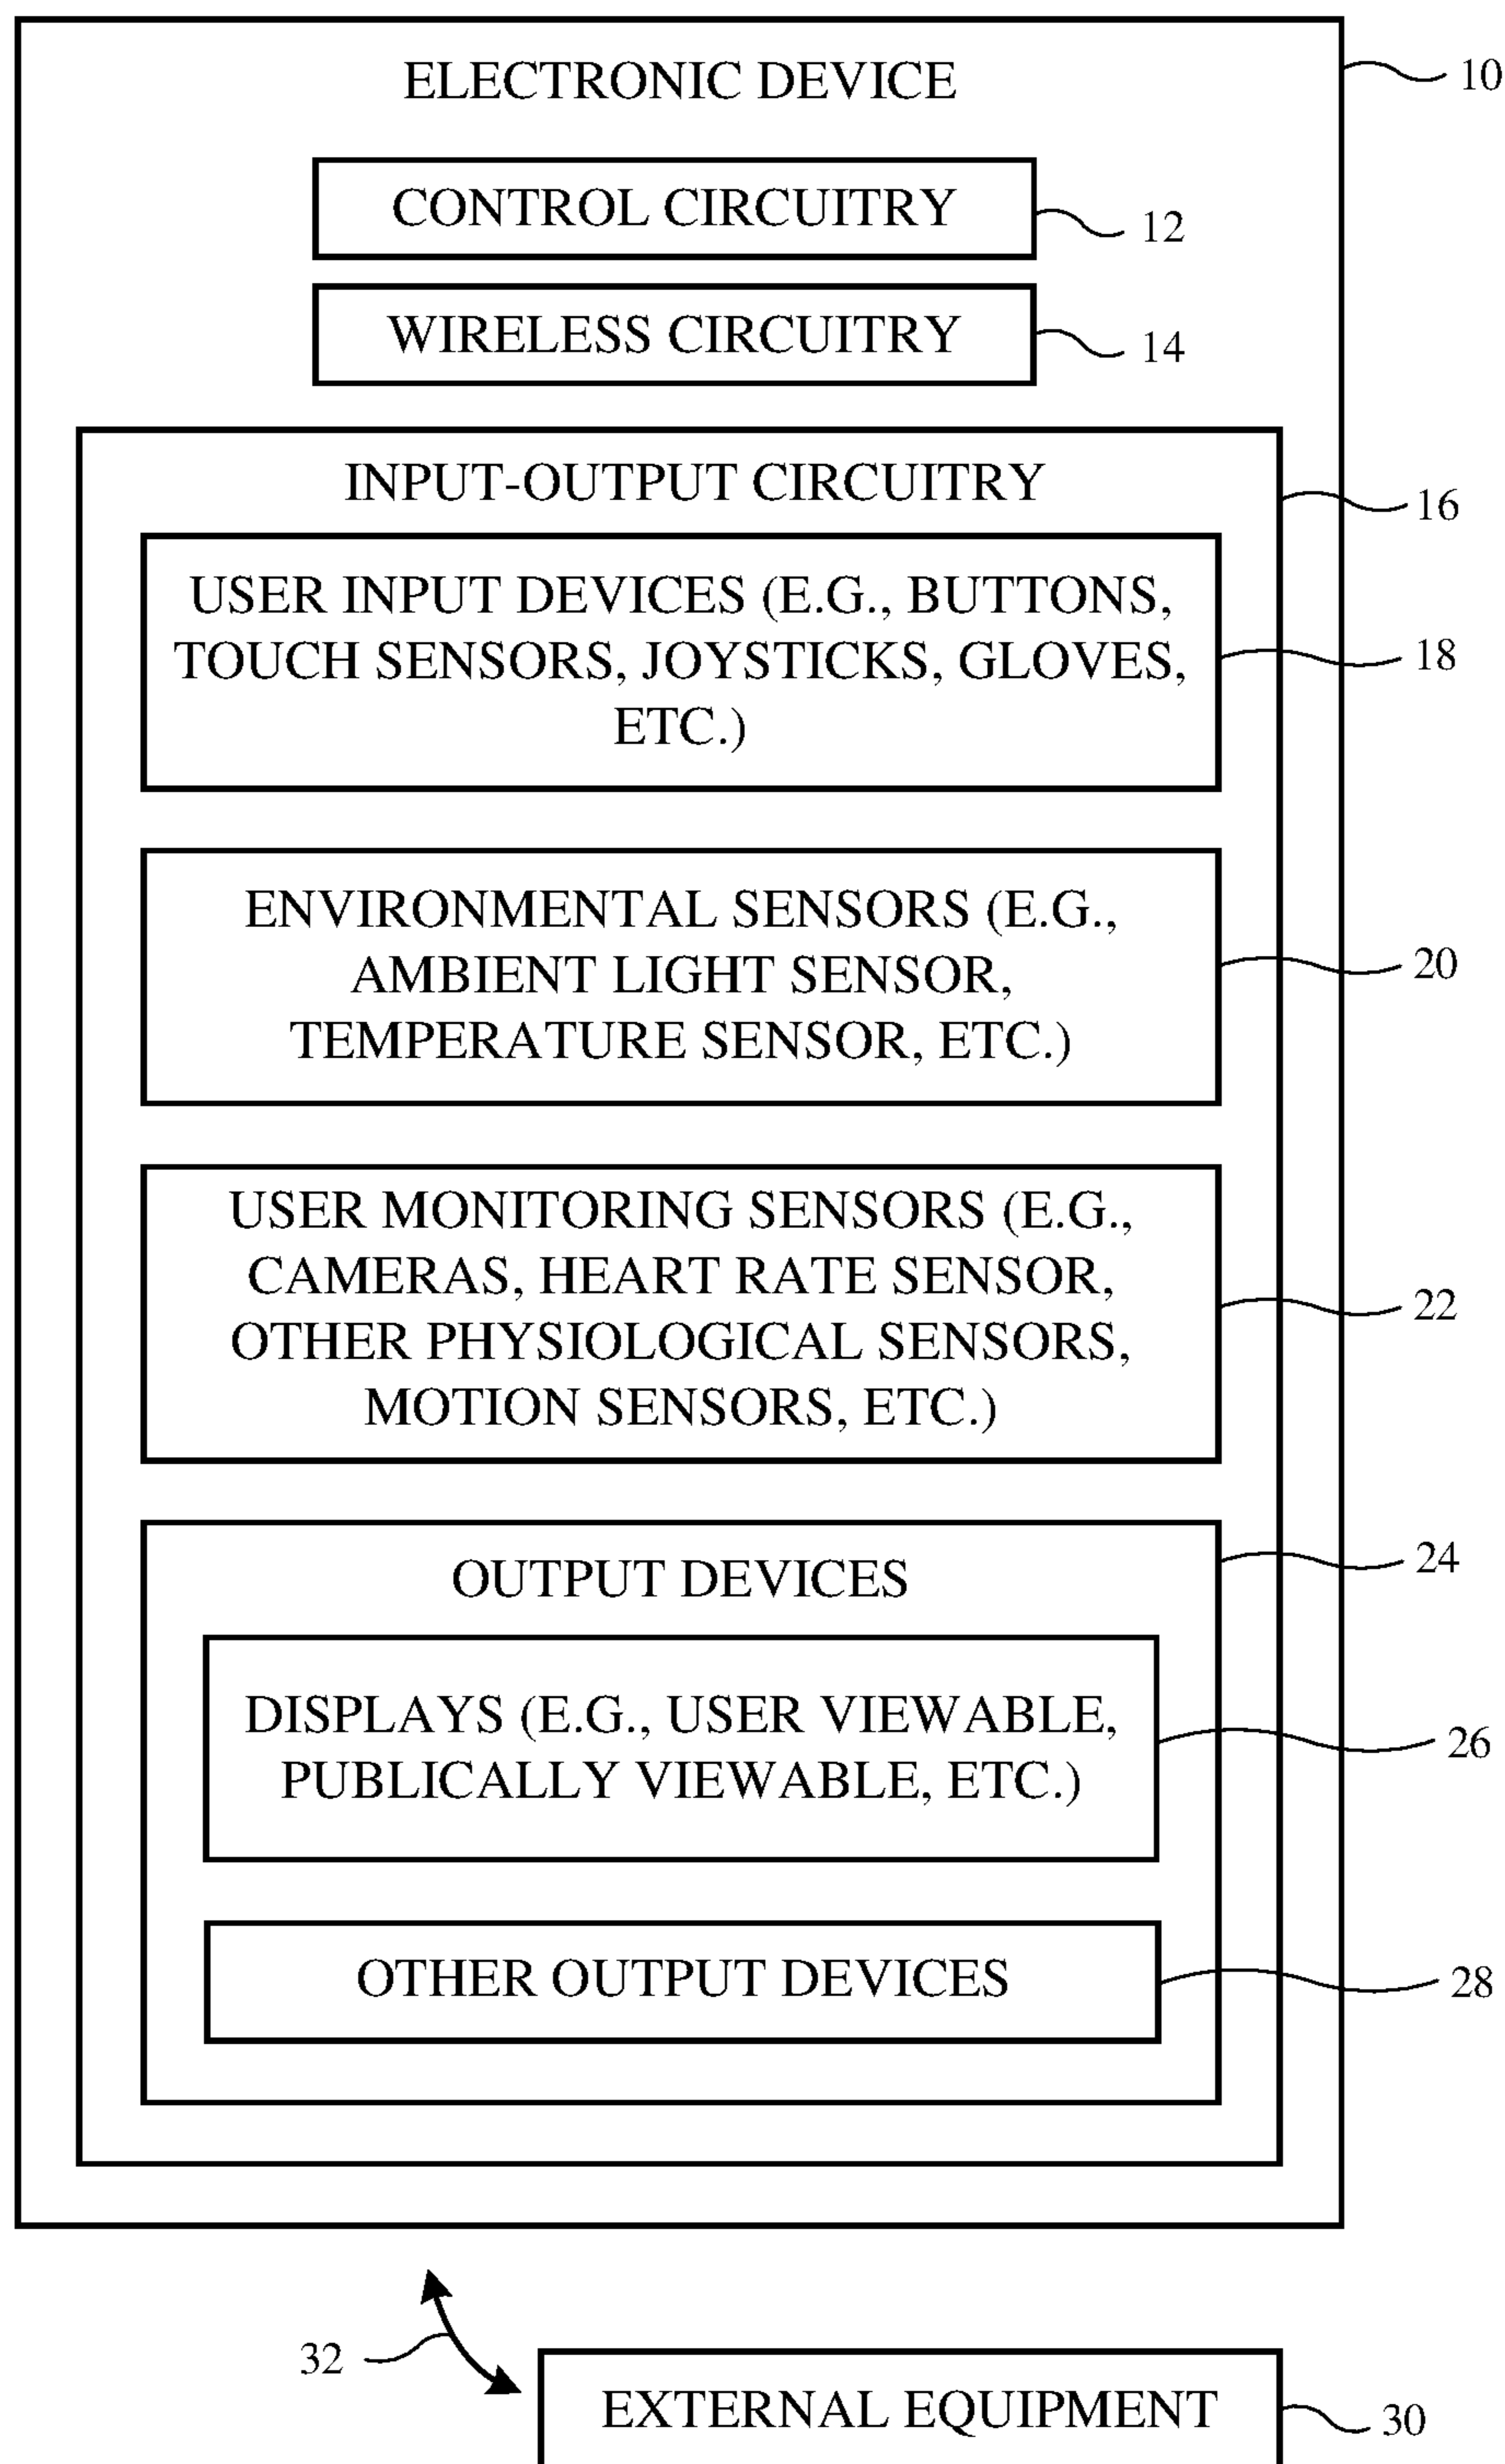 ELECTRONIC DEVICE
10
CONTROL CIRCUITRY
12
WIRELESS CIRCUITRY
14
INPUT-OUTPUT CIRCUITRY
16
USER INPUT DEVICES (E.G., BUTTONS,
TOUCH SENSORS, JOYSTICKS, GLOVES,
ETC.)
18
ENVIRONMENTAL SENSORS (E.G.,
AMBIENT LIGHT SENSOR,
TEMPERATURE SENSOR, ETC.)
20
USER MONITORING SENSORS (E.G.,
CAMERAS, HEART RATE SENSOR,
OTHER PHYSIOLOGICAL SENSORS,
MOTION SENSORS, ETC.)
22
OUTPUT DEVICES
24
DISPLAYS (E.G., USER VIEWABLE,
PUBLICALLY VIEWABLE, ETC.)
26
OTHER OUTPUT DEVICES
28
32
EXTERNAL EQUIPMENT
30